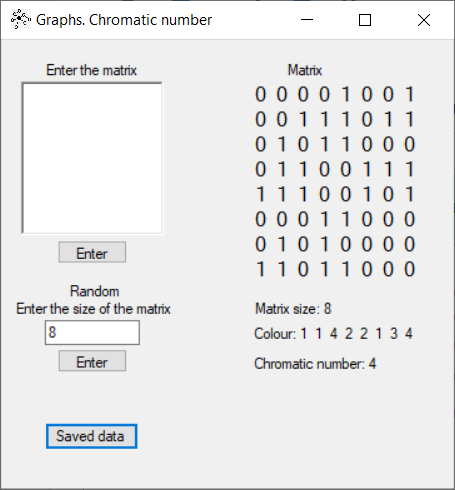 Graphs. Chromatic number
Enter the matrix
Enter
Random
Enter the size of the matrix
8
Enter
Saved data
Matrix
0 0 0 0 1 0 0 1
0 0 1 1 1 0 1 1
0 1 0 1 1 0 0 0
0 1 1 0 0 1 1 1
1 1 1 0 0 1 0 1
0 0 0 1 1 0 0 0
0 1 0 1 0 0 0 0
1 1 0 1 1 0 0 0
Matrix size: 8
Colour: 1 1 4 2 2 1 3 4
Chromatic number: 4